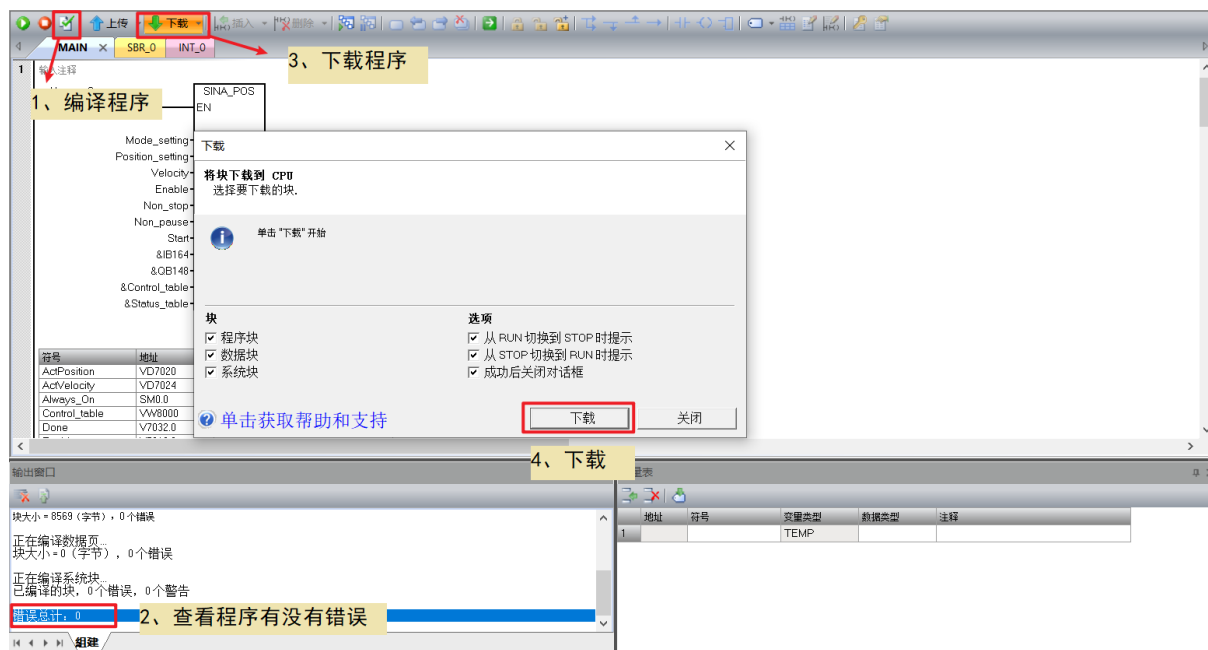 上传 下载 插入 删除
MAIN × SBR_0 INT_0
3、下载程序
1
1、编译程序
SINA_POS
EN
Mode_setting
Position_setting
Velocity
Enable
Non_stop
Non_pause
Start
&IB164
&QB148
&Control_table
&Status_table
下载
将块下载到 CPU
选择要下载的块.
单击 "下载" 开始
块 选项
程序块 从 RUN 切换到 STOP 时提示
数据块 从 STOP 切换到 RUN 时提示
系统块 成功后关闭对话框
单击获取帮助和支持 下载 关闭
符号 地址
ActPosition VD7020
ActVelocity VD7024
Always_On SM0.0
Control_table VW8000
Done V7032.0
4、下载
输出窗口
块大小 = 8569 (字节) , 0个错误
正在编译数据页...
块大小=0 (字节) , 0个错误
正在编译系统块...
已编译的块, 0个错误, 0个警告
错误总计: 0
2、查看程序有没有错误
组建
地址 符号 变量类型 数据类型 注释
1 TEMP